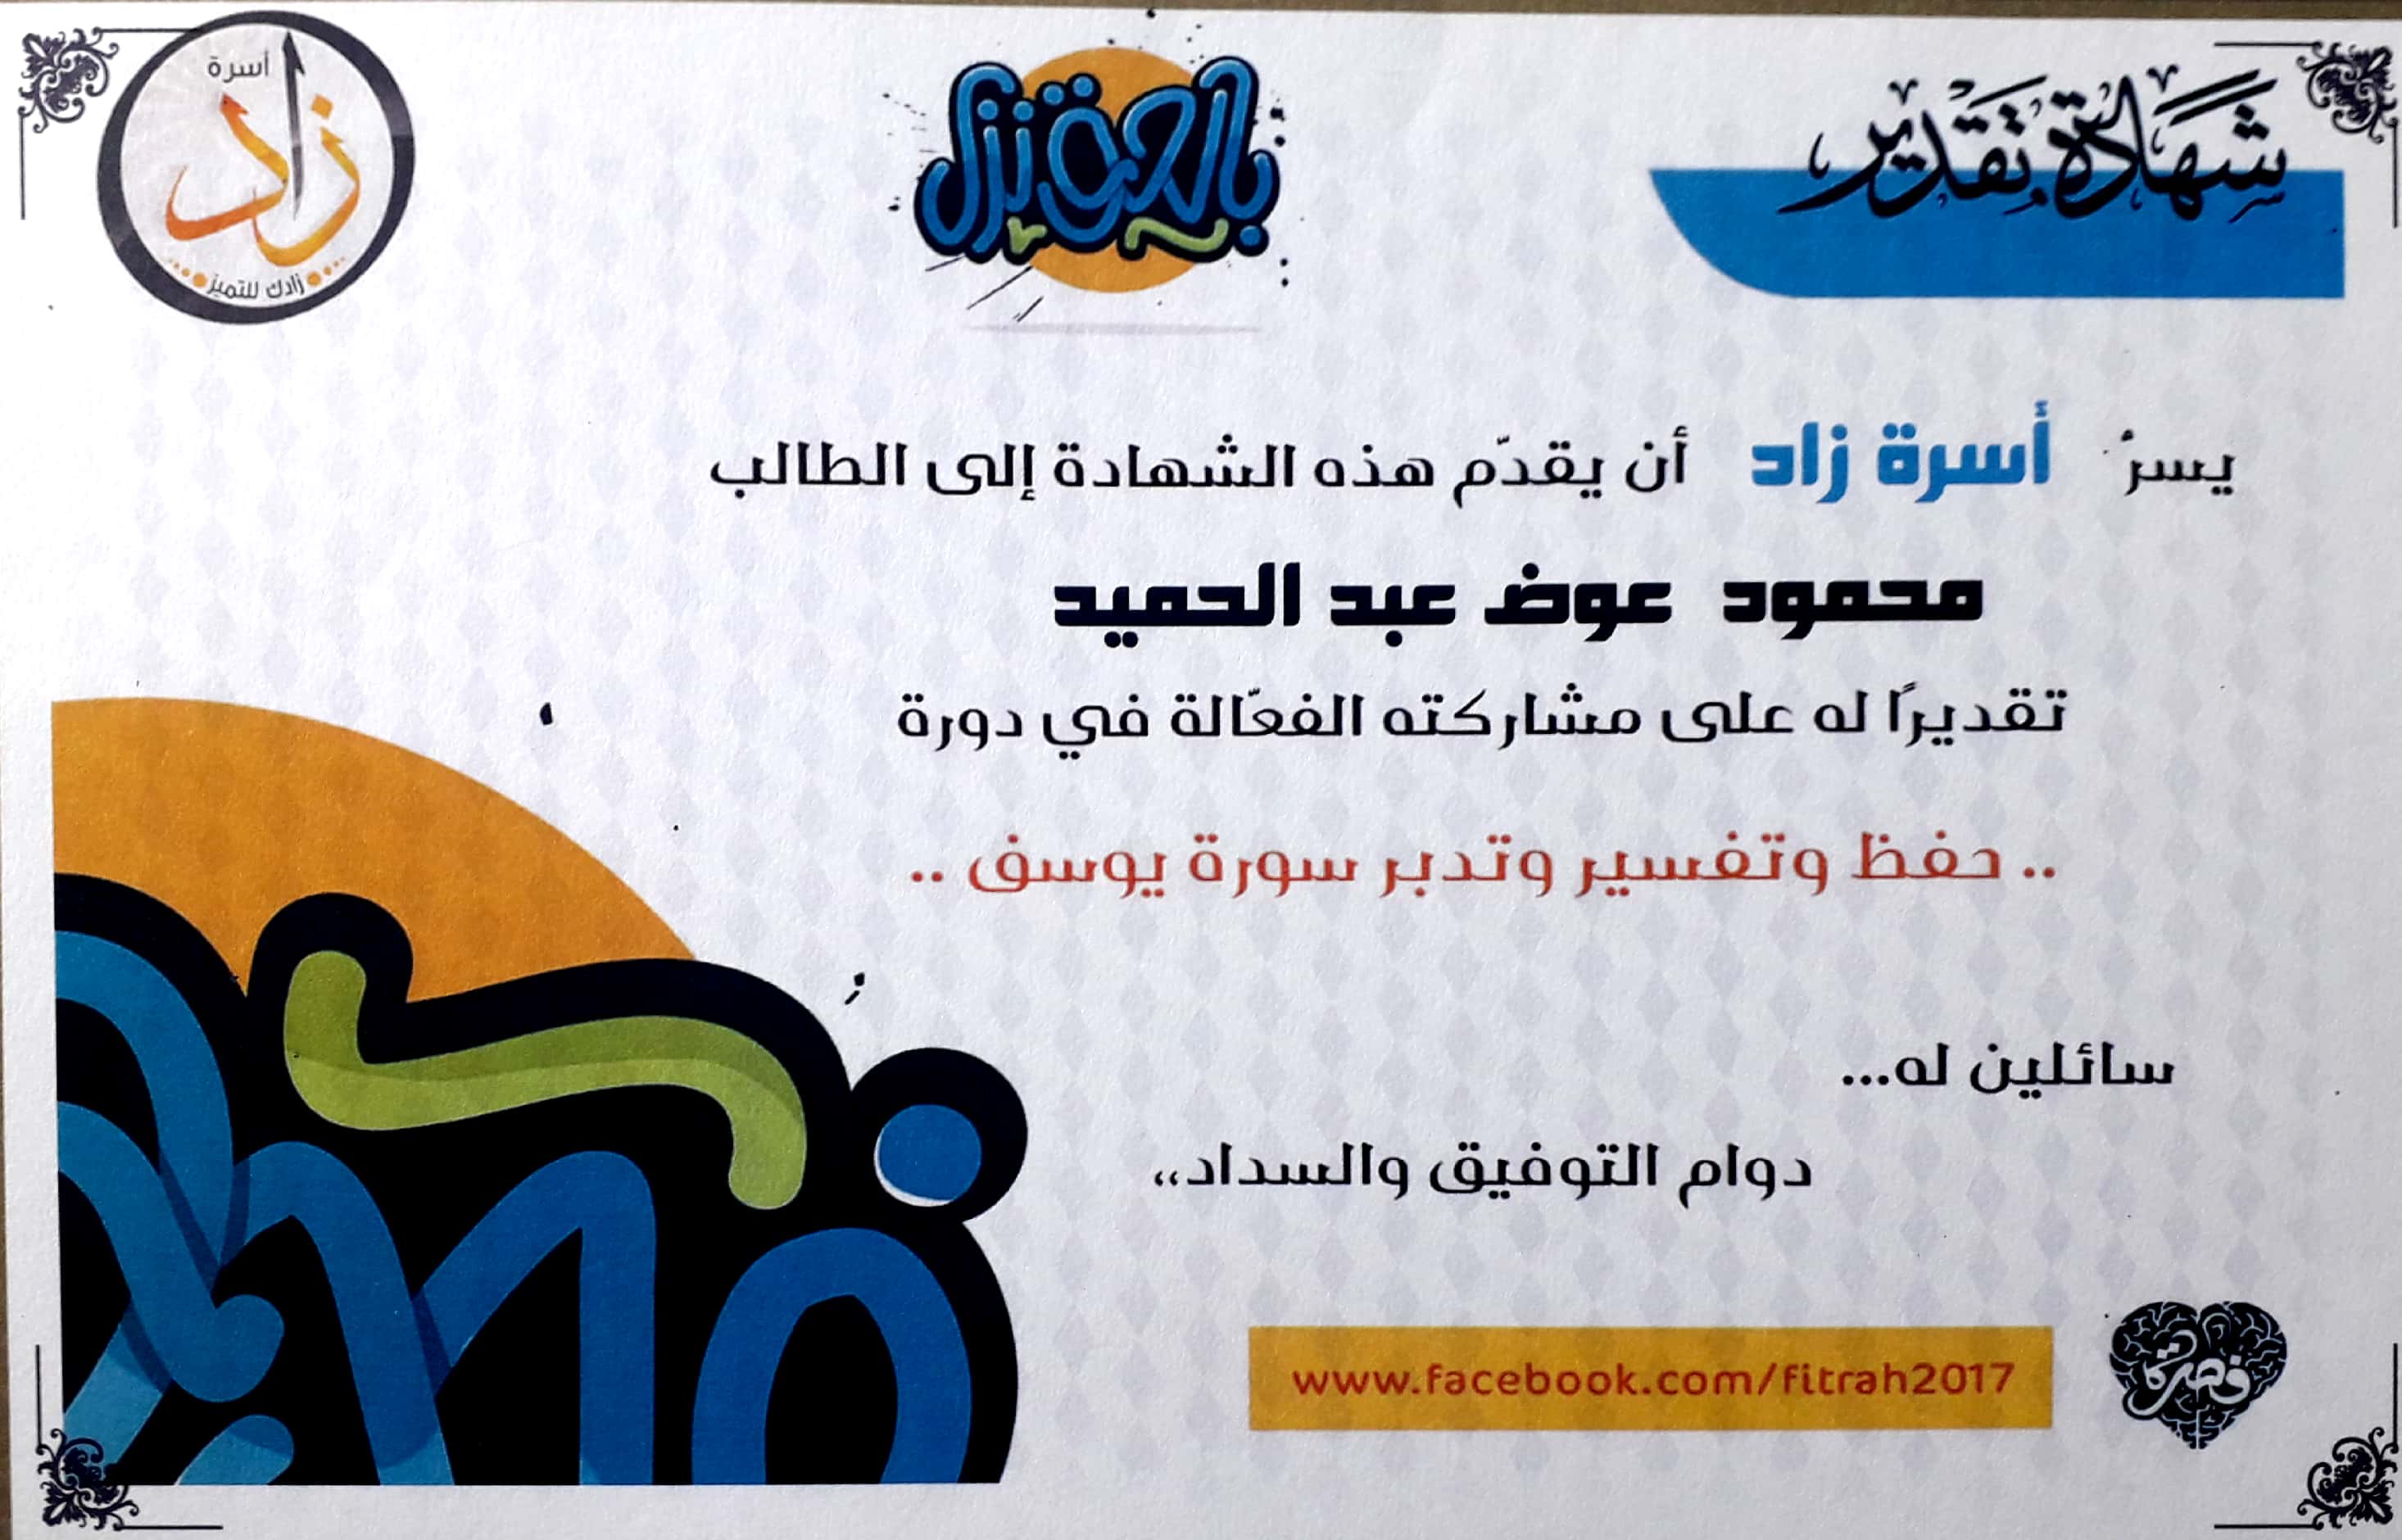 شهادة تقدير
بالحق نزل
أسرة
زاد
زادك للتميز
يسرُ أسرة زاد أن يقدّم هذه الشهادة إلى الطالب
محمود عوض عبد الحميد
تقديرًا له على مشاركته الفعّالة في دورة
.. حفظ وتفسير وتدبر سورة يوسف ..
سائلين له...
دوام التوفيق والسداد،،
فطرة
www.facebook.com/fitrah2017